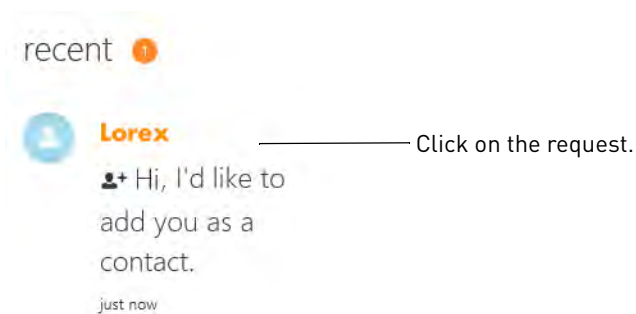 recent 1
Lorex
Click on the request.
Hi, I'd like to
add you as a
contact.
just now